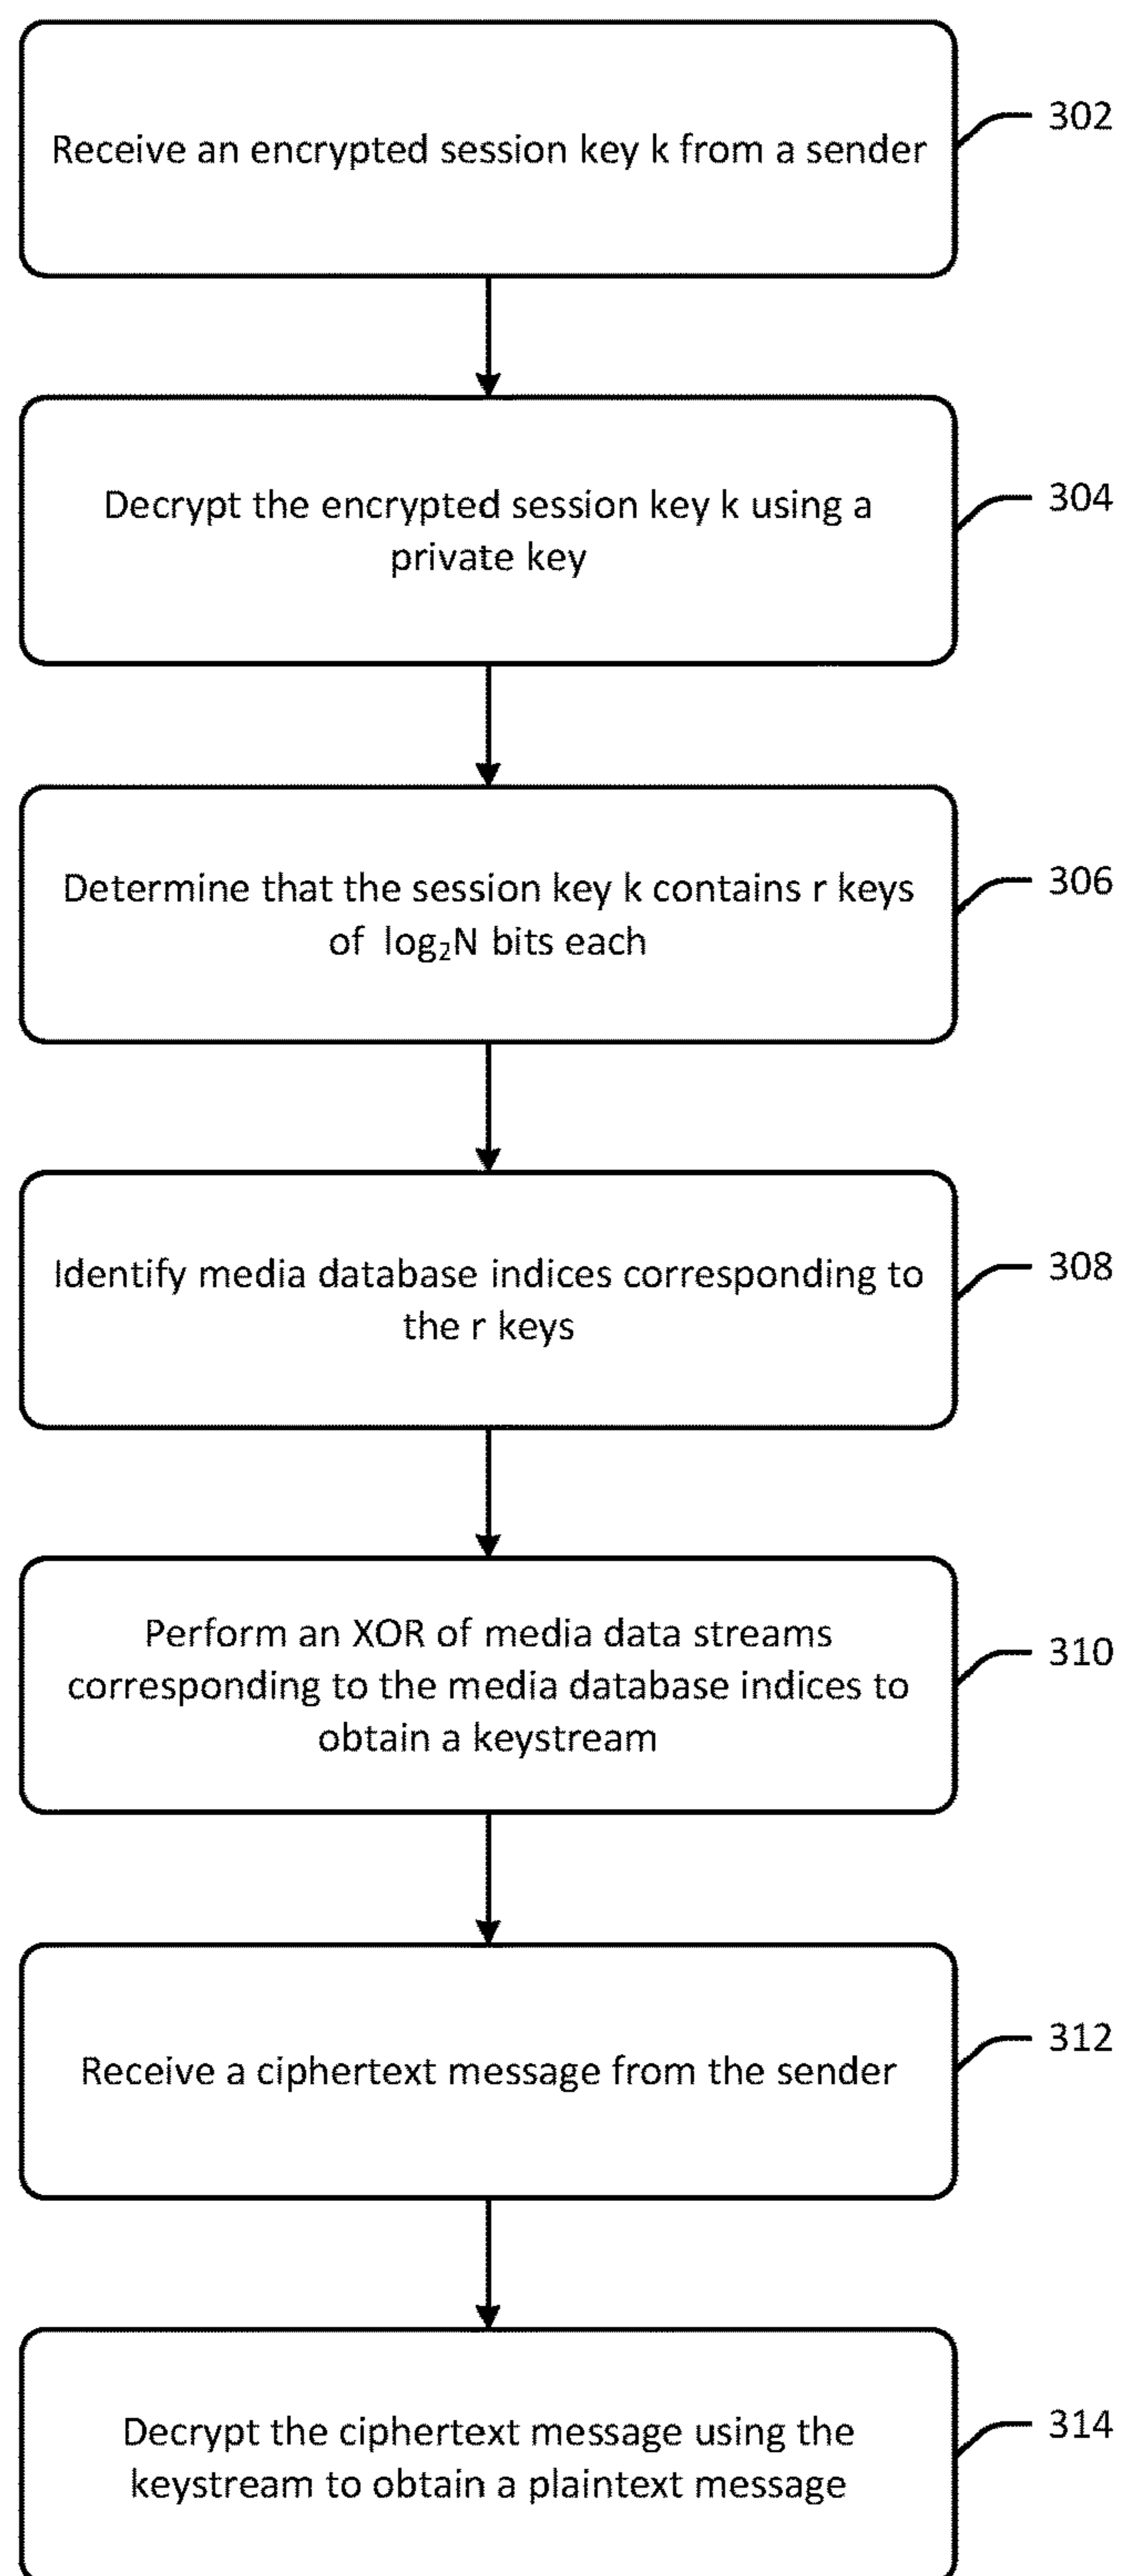 Receive an encrypted session key k from a sender
302
Decrypt the encrypted session key k using a
private key
304
Determine that the session key k contains r keys
of log₂N bits each
306
Identify media database indices corresponding to
the r keys
308
Perform an XOR of media data streams
corresponding to the media database indices to
obtain a keystream
310
Receive a ciphertext message from the sender
312
Decrypt the ciphertext message using the
keystream to obtain a plaintext message
314